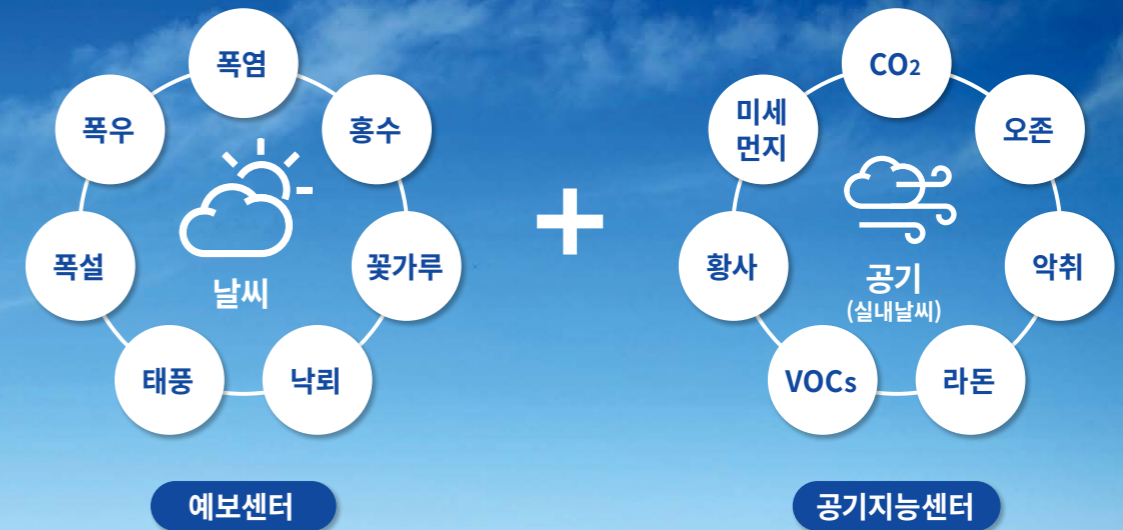 폭염
홍수
꽃가루
낙뢰
태풍
폭설
폭우
날씨
예보센터
+
CO₂
오존
악취
라돈
VOCs
황사
미세
먼지
공기
(실내날씨)
공기지능센터